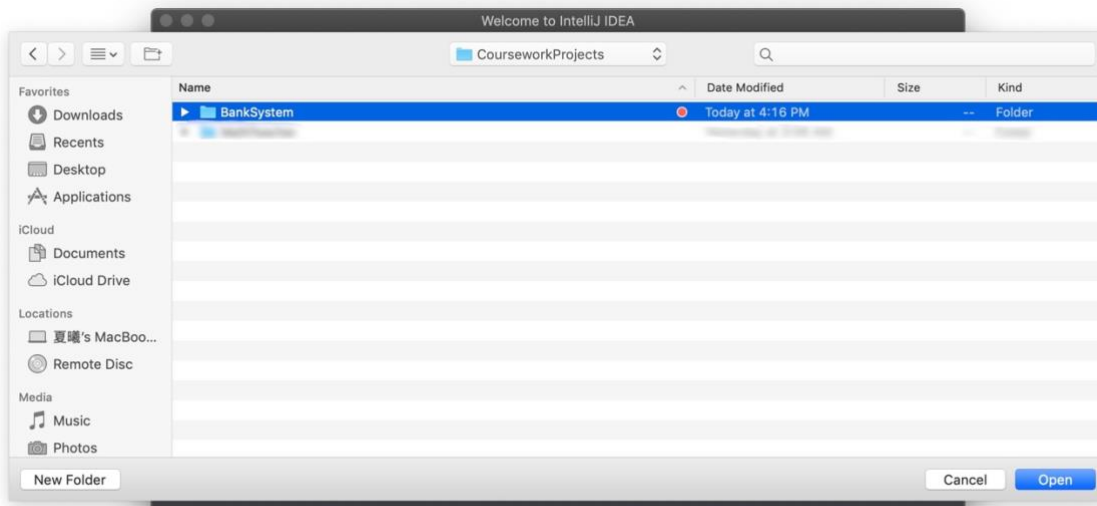 Welcome to IntelliJ IDEA
CourseworkProjects
Favorites
Downloads
Recents
Desktop
Applications
iCloud
Documents
iCloud Drive
Locations
夏曦's MacBoo...
Remote Disc
Media
Music
Photos
Name Date Modified Size Kind
BankSystem Today at 4:16 PM -- Folder
New Folder Cancel Open